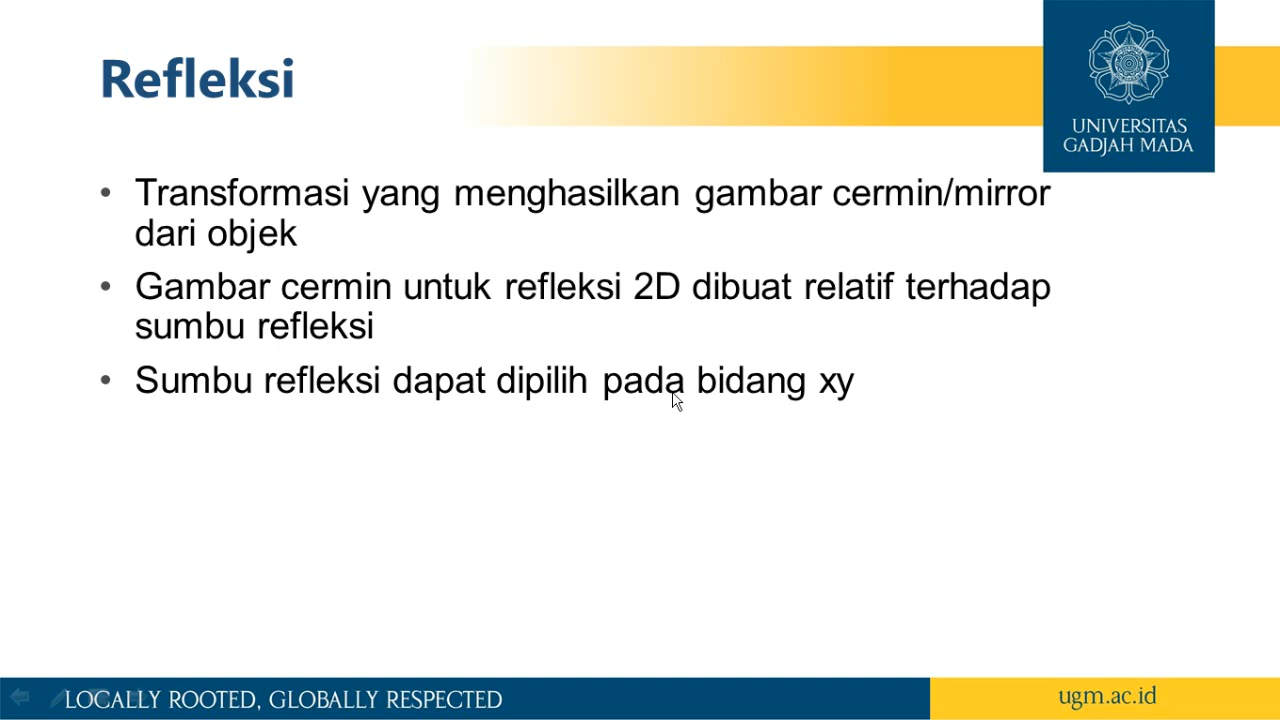 Refleksi
UNIVERSITAS
GADJAH MADA
• Transformasi yang menghasilkan gambar cermin/mirror
dari objek
• Gambar cermin untuk refleksi 2D dibuat relatif terhadap
sumbu refleksi
• Sumbu refleksi dapat dipilih pada bidang xy
LOCALLY ROOTED, GLOBALLY RESPECTED
ugm.ac.id